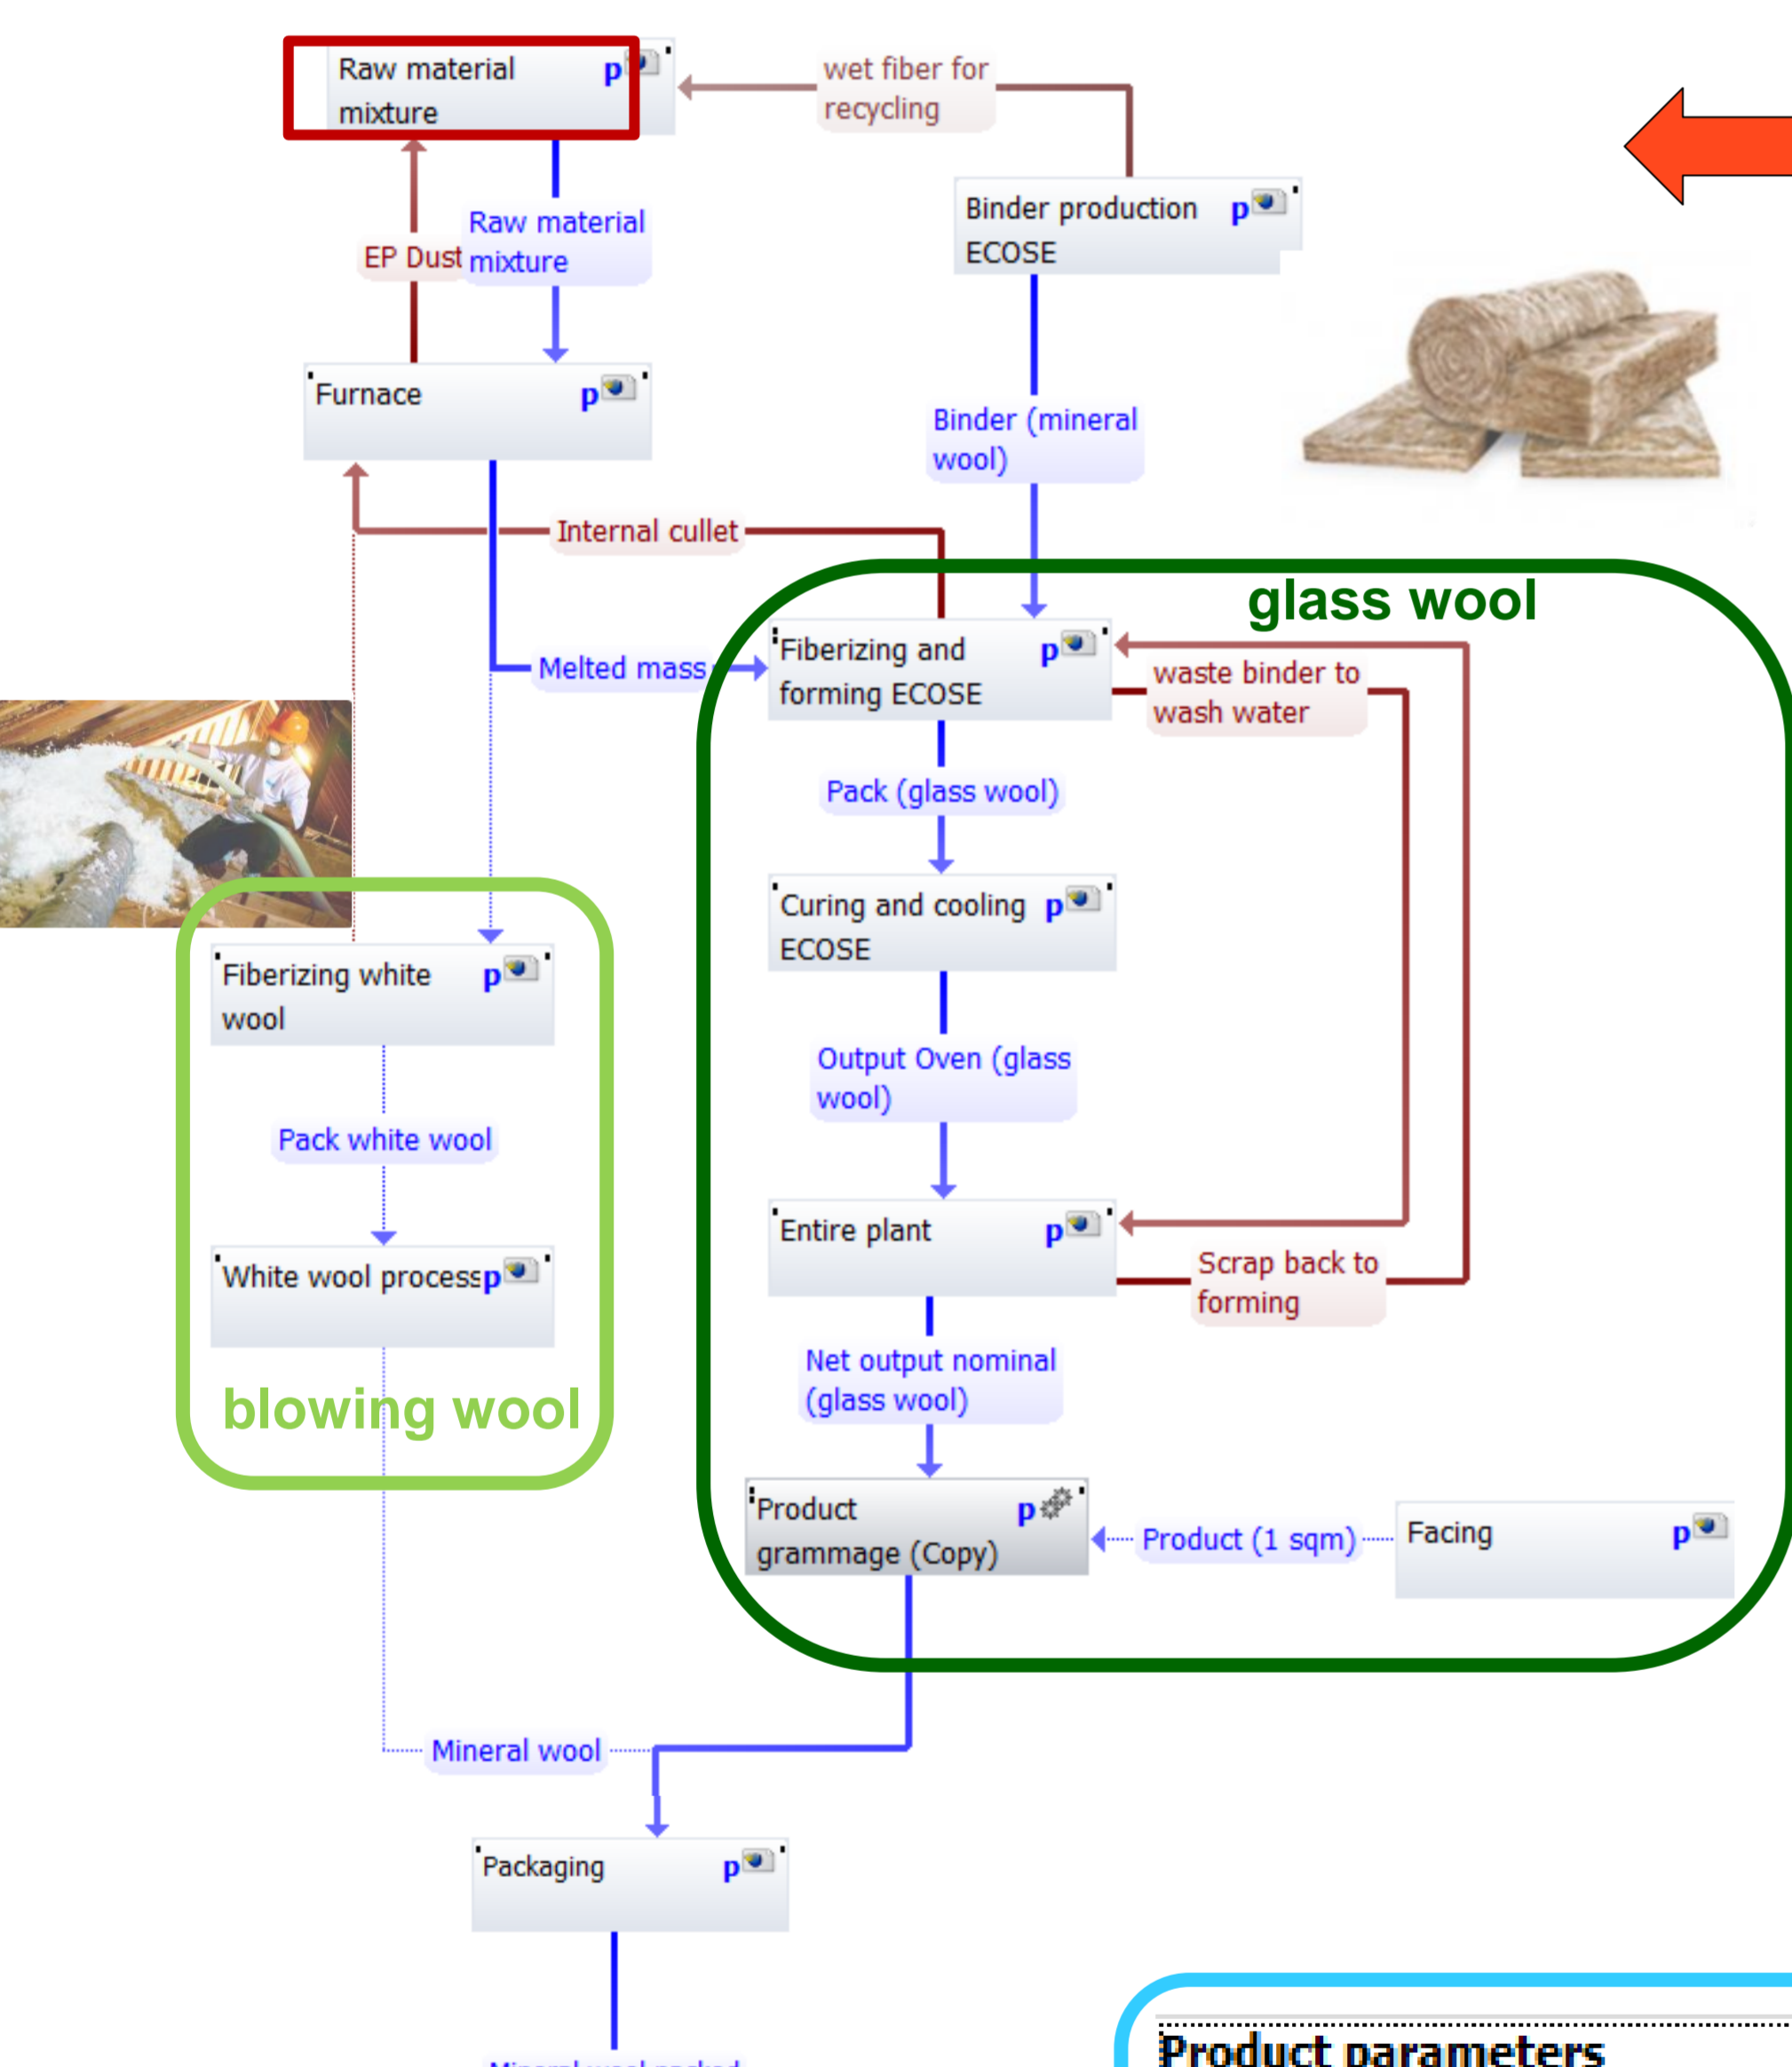 Raw material
mixture
p
wet fiber for
recycling
Binder production
ECOSE
p
EP Dust
Raw material
mixture
Furnace
p
Binder (mineral
wool)
Internal cullet
glass wool
Fiberizing and
forming ECOSE
p
Melted mass
waste binder to
wash water
Pack (glass wool)
Curing and cooling
ECOSE
p
Fiberizing white
wool
p
Output Oven (glass
wool)
Pack white wool
Entire plant
p
White wool process
p
Scrap back to
forming
Net output nominal
(glass wool)
blowing wool
Product
grammage (Copy)
p
Product (1 sqm)
Facing
p
Mineral wool
Packaging
p
Mineral wool packed
Product parameters